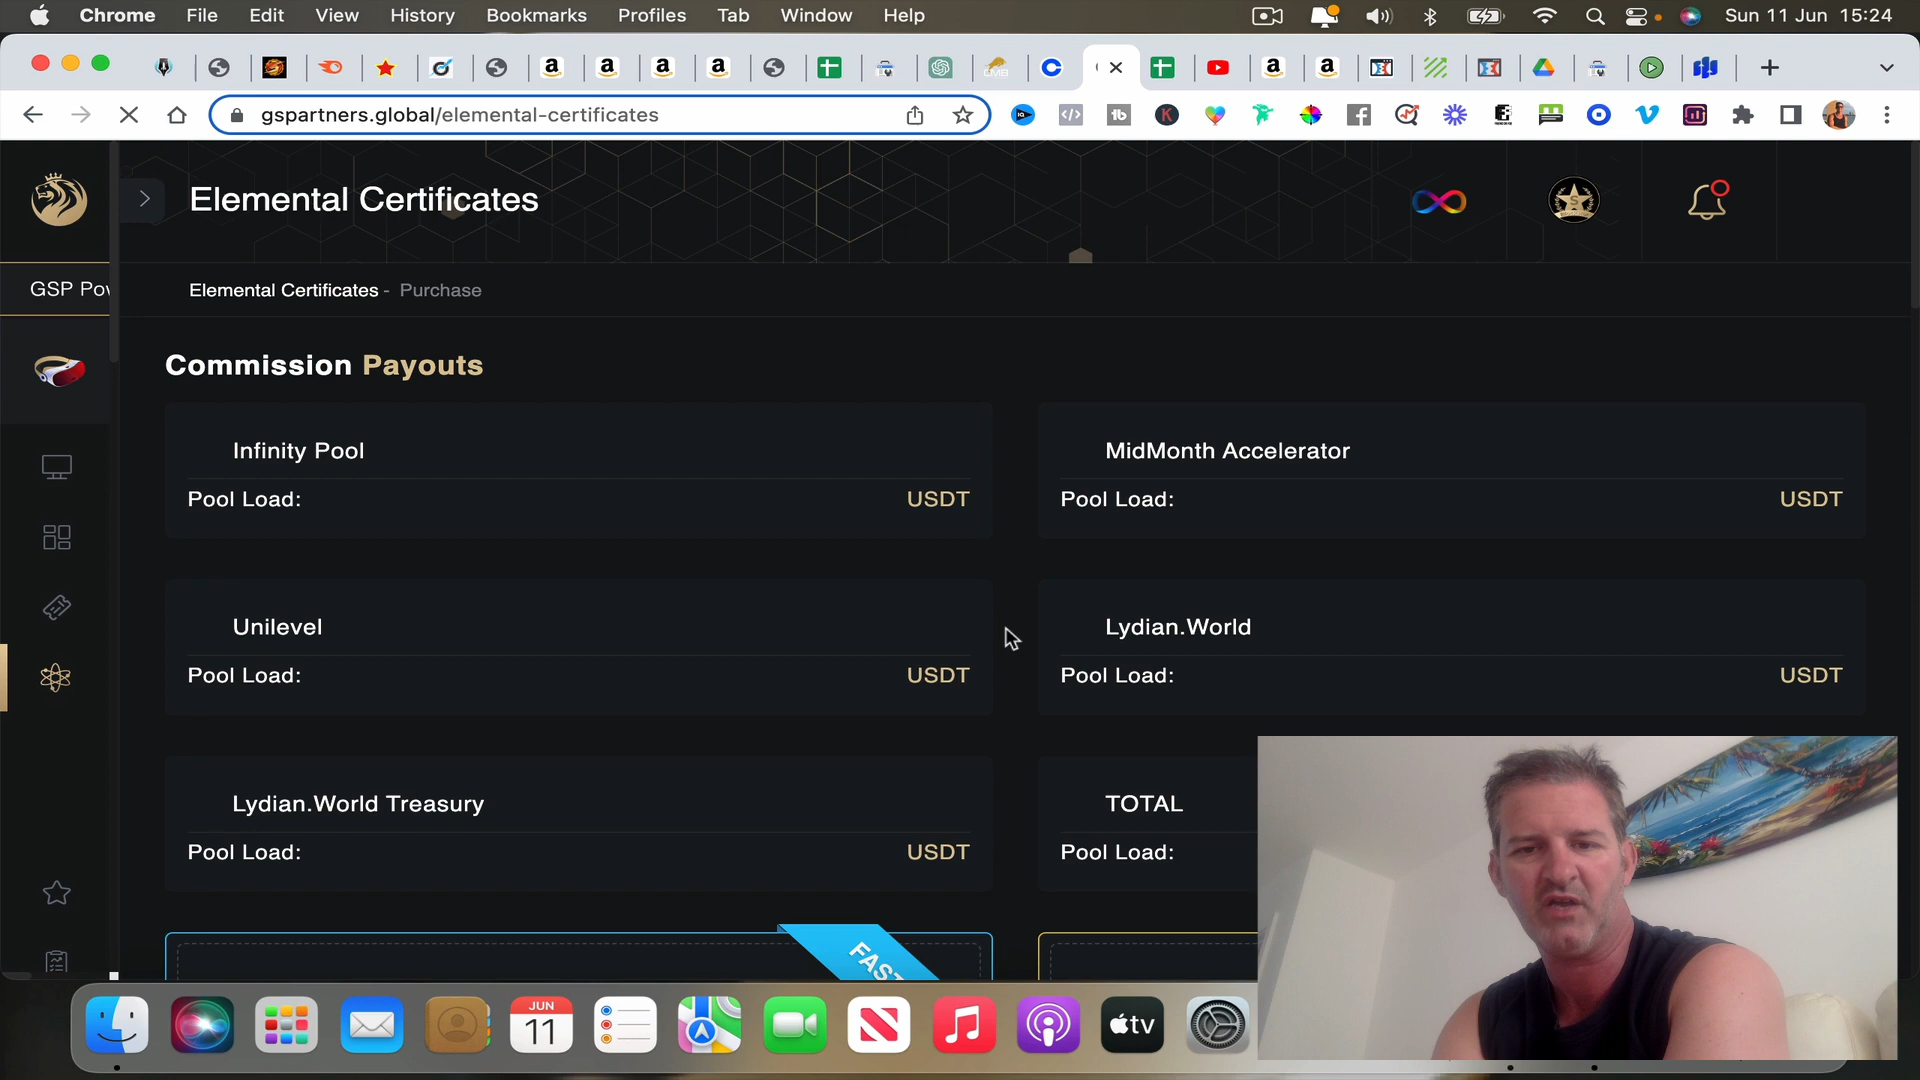 Chrome File Edit View History Bookmarks Profiles Tab Window Help Sun 11 Jun 15:24
gspartners.global/elemental-certificates
Elemental Certificates
GSP Pow
Elemental Certificates - Purchase
Commission Payouts
Infinity Pool
Pool Load: USDT
MidMonth Accelerator
Pool Load: USDT
Unilevel
Pool Load: USDT
Lydian.World
Pool Load: USDT
Lydian.World Treasury
Pool Load: USDT
TOTAL
Pool Load:
FAS
JUN
11
tv